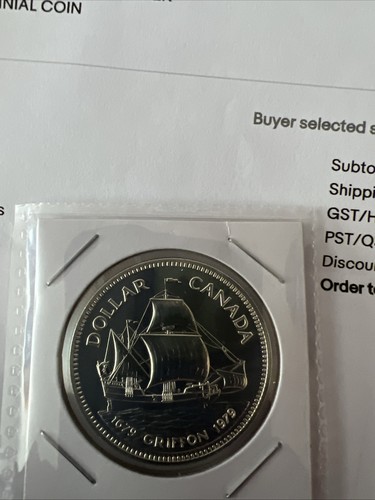 NIAL COIN
Buyer selected s
Subto
Shippi
GST/H
PST/Q
Discou
Order to
s
DOLLAR CANADA
1679 GRIFFON 1979